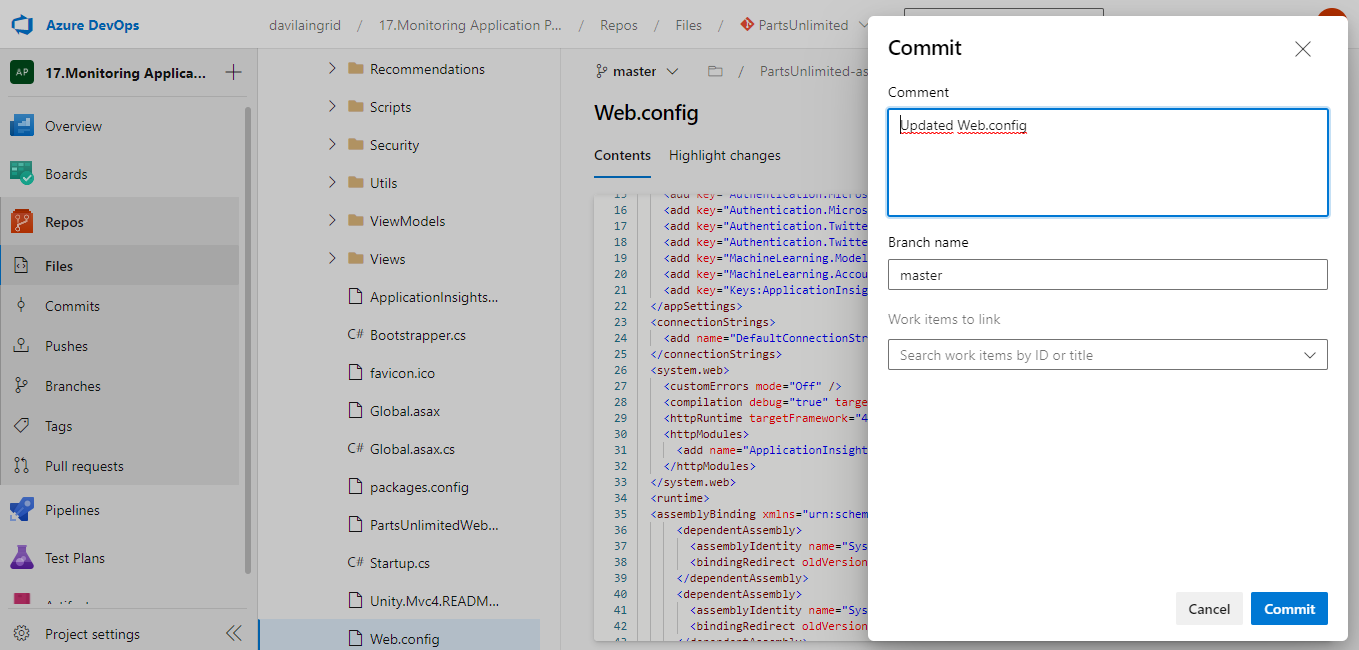 Azure DevOps
davilaingrid / 17.Monitoring Application P... / Repos / Files / PartsUnlimited
AP 17.Monitoring Applica...
Overview
Boards
Repos
Files
Commits
Pushes
Branches
Tags
Pull requests
Pipelines
Test Plans
Project settings
Recommendations
Scripts
Security
Utils
ViewModels
Views
ApplicationInsights...
C# Bootstrapper.cs
favicon.ico
Global.asax
C# Global.asax.cs
packages.config
PartsUnlimitedWeb...
C# Startup.cs
Unity.Mvc4.READM...
Web.config
master / PartsUnlimited-as
Web.config
Contents Highlight changes
15 <add key="Authentication.Micros
16 <add key="Authentication.Micros
17 <add key="Authentication.Twitte
18 <add key="Authentication.Twitte
19 <add key="MachineLearning.Model
20 <add key="MachineLearning.Accou
21 <add key="Keys:ApplicationInsig
22 </appSettings>
23 <connectionStrings>
24 <add name="DefaultConnectionStr
25 </connectionStrings>
26 <system.web>
27 <customErrors mode="Off" />
28 <compilation debug="true" targe
29 <httpRuntime targetFramework="4
30 <httpModules>
31 <add name="ApplicationInsight
32 </httpModules>
33 </system.web>
34 <runtime>
35 <assemblyBinding xmlns="urn:schem
36 <dependentAssembly>
37 <assemblyIdentity name="Sys
38 <bindingRedirect oldVersion
39 </dependentAssembly>
40 <dependentAssembly>
41 <assemblyIdentity name="Sys
42 <bindingRedirect oldVersion
43 </dependentAssembly>
Commit
Comment
Updated Web.config
Branch name
master
Work items to link
Search work items by ID or title
Cancel Commit